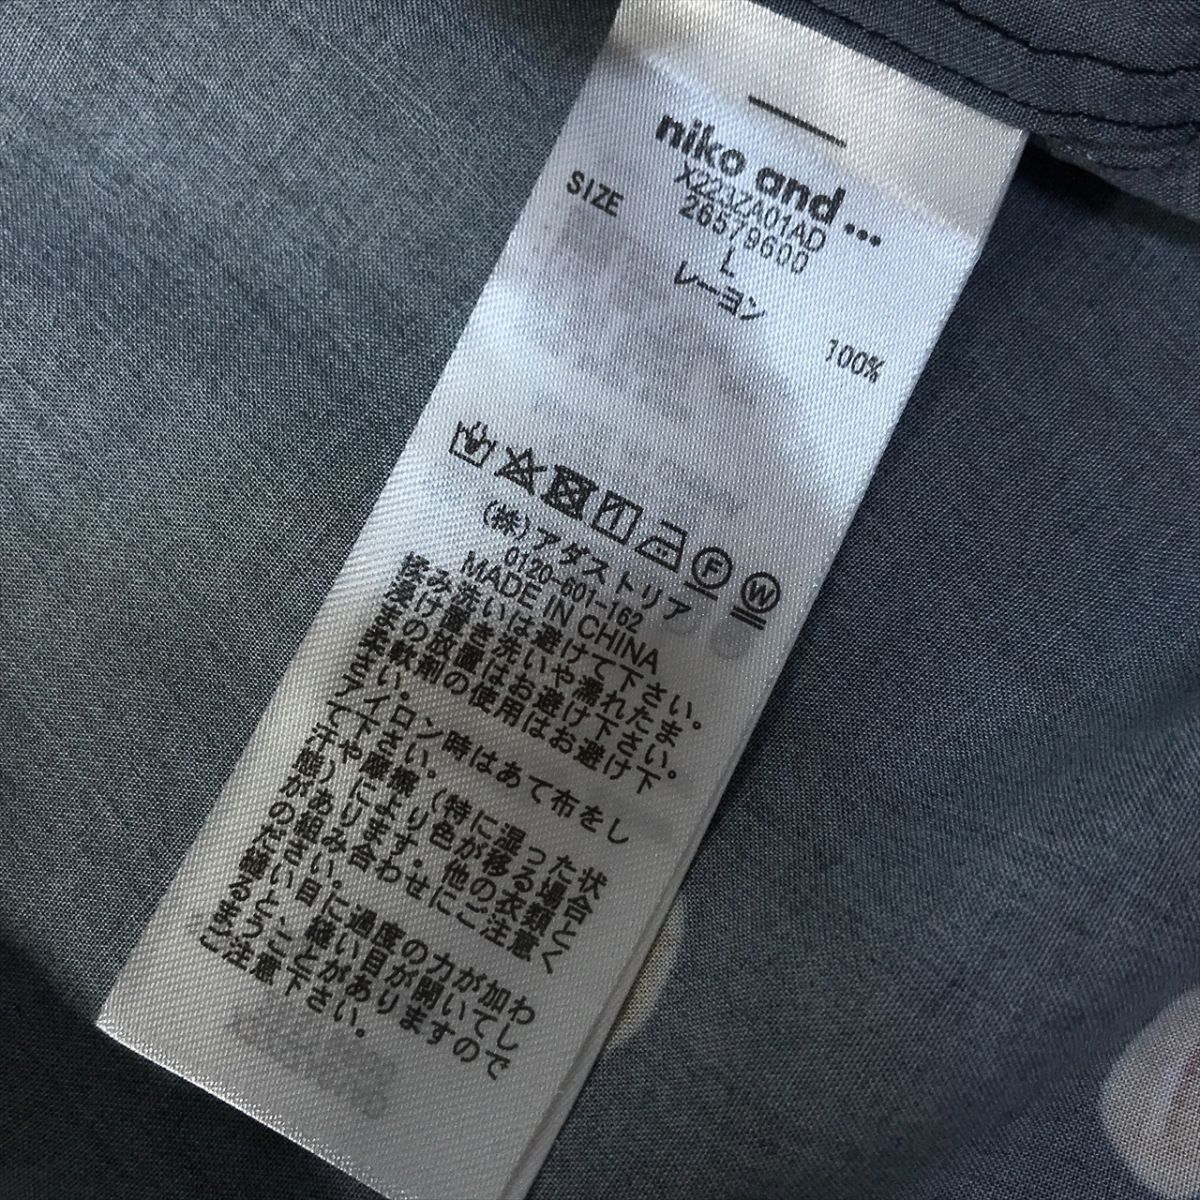 niko and ...
X223ZA01AD
26579600
SIZE L
レーヨン 100%
F W
(株)アダストリア
0120-601-162
MADE IN CHINA
揉み洗いは避けて下さい。
浸け置き洗いや濡れたま
まの放置はお避け下さい。
柔軟剤の使用はお避け下
さい。
アイロン時はあて布をし
て下さい。
汗や摩擦(特に湿った状
態)により色が移る場合
があります。他の衣類と
の組み合わせにご注意く
ださい。
縫い目に過度の力が加わ
ると、縫い目が開いてし
まうことがありますので
ご注意下さい。